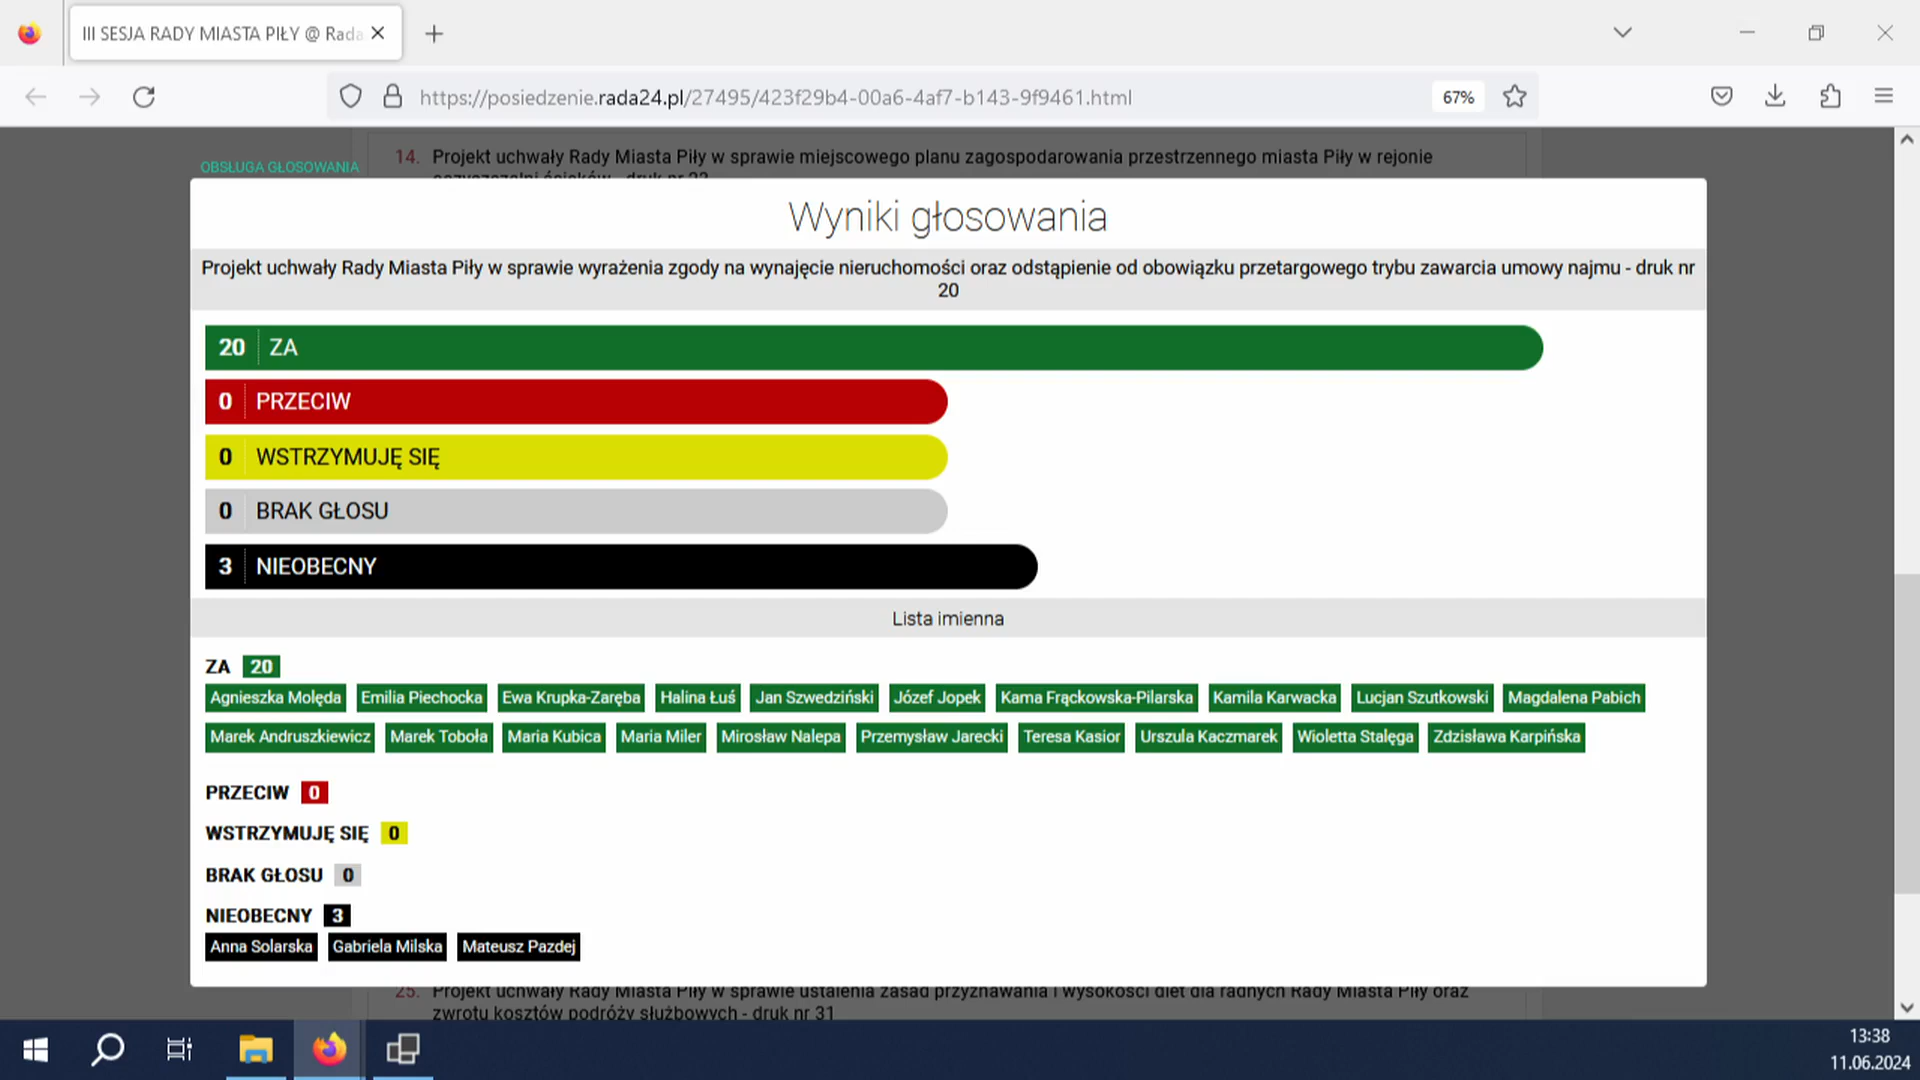 III SESJA RADY MIASTA PIŁY @ Rada
https://posiedzenie.rada24.pl/27495/423f29b4-00a6-4af7-b143-9f9461.html
67%
OBSŁUGA GŁOSOWANIA
14. Projekt uchwały Rady Miasta Piły w sprawie miejscowego planu zagospodarowania przestrzennego miasta Piły w rejonie
Wyniki głosowania
Projekt uchwały Rady Miasta Piły w sprawie wyrażenia zgody na wynajęcie nieruchomości oraz odstąpienie od obowiązku przetargowego trybu zawarcia umowy najmu - druk nr
20
20 ZA
0 PRZECIW
0 WSTRZYMUJĘ SIĘ
0 BRAK GŁOSU
3 NIEOBECNY
Lista imienna
ZA 20
Agnieszka Molęda Emilia Piechocka Ewa Krupka-Zaręba Halina Łuś Jan Szwedziński Józef Jopek Kama Frąckowska-Pilarska Kamila Karwacka Lucjan Szutkowski Magdalena Pabich
Marek Andruszkiewicz Marek Toboła Maria Kubica Maria Miler Mirosław Nalepa Przemysław Jarecki Teresa Kasior Urszula Kaczmarek Wioletta Stalęga Zdzisława Karpińska
PRZECIW 0
WSTRZYMUJĘ SIĘ 0
BRAK GŁOSU 0
NIEOBECNY 3
Anna Solarska Gabriela Milska Mateusz Pazdej
25. Projekt uchwały Rady Miasta Piły w sprawie ustalenia zasad przyznawania i wysokości diet dla radnych Rady Miasta Piły oraz
zwrotu kosztów podróży służbowych - druk nr 31
13:38
11.06.2024